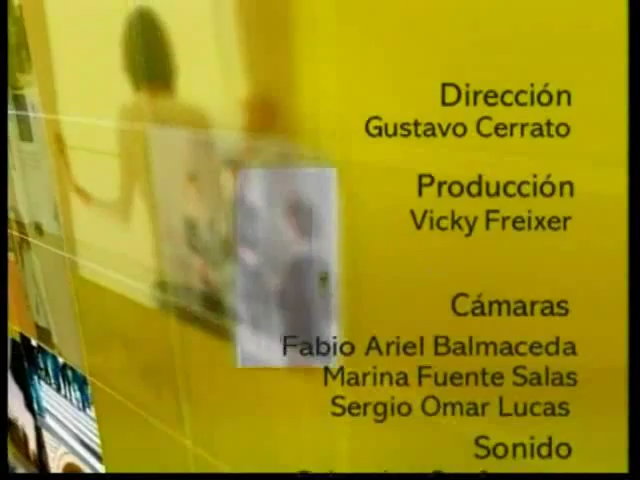 Dirección
Gustavo Cerrato
Producción
Vicky Freixer
Cámaras
Fabio Ariel Balmaceda
Marina Fuente Salas
Sergio Omar Lucas
Sonido